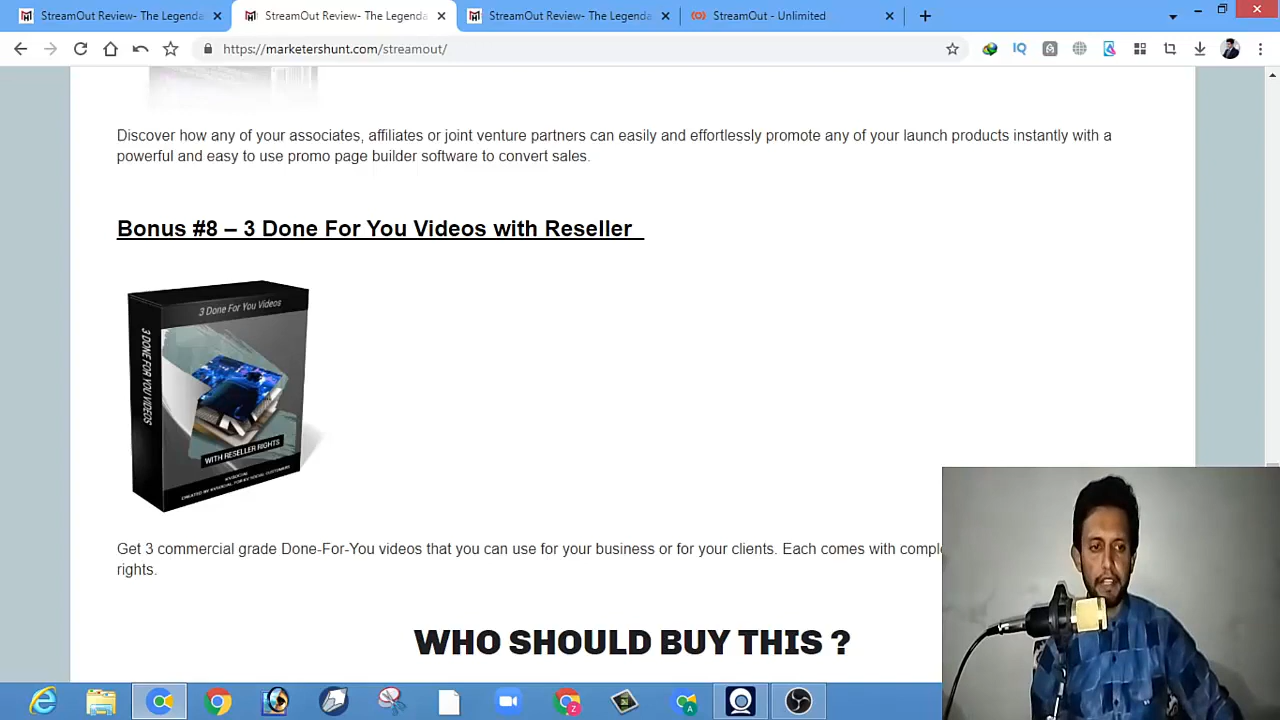 StreamOut Review- The Legenda
StreamOut Review- The Legenda
StreamOut Review- The Legenda
StreamOut - Unlimited
https://marketershunt.com/streamout/
IQ
Discover how any of your associates, affiliates or joint venture partners can easily and effortlessly promote any of your launch products instantly with a
powerful and easy to use promo page builder software to convert sales.
Bonus #8 – 3 Done For You Videos with Reseller
3 Done For You Videos
3 DONE FOR YOU VIDEOS
WITH RESELLER RIGHTS
Get 3 commercial grade Done-For-You videos that you can use for your business or for your clients. Each comes with comple
rights.
WHO SHOULD BUY THIS ?